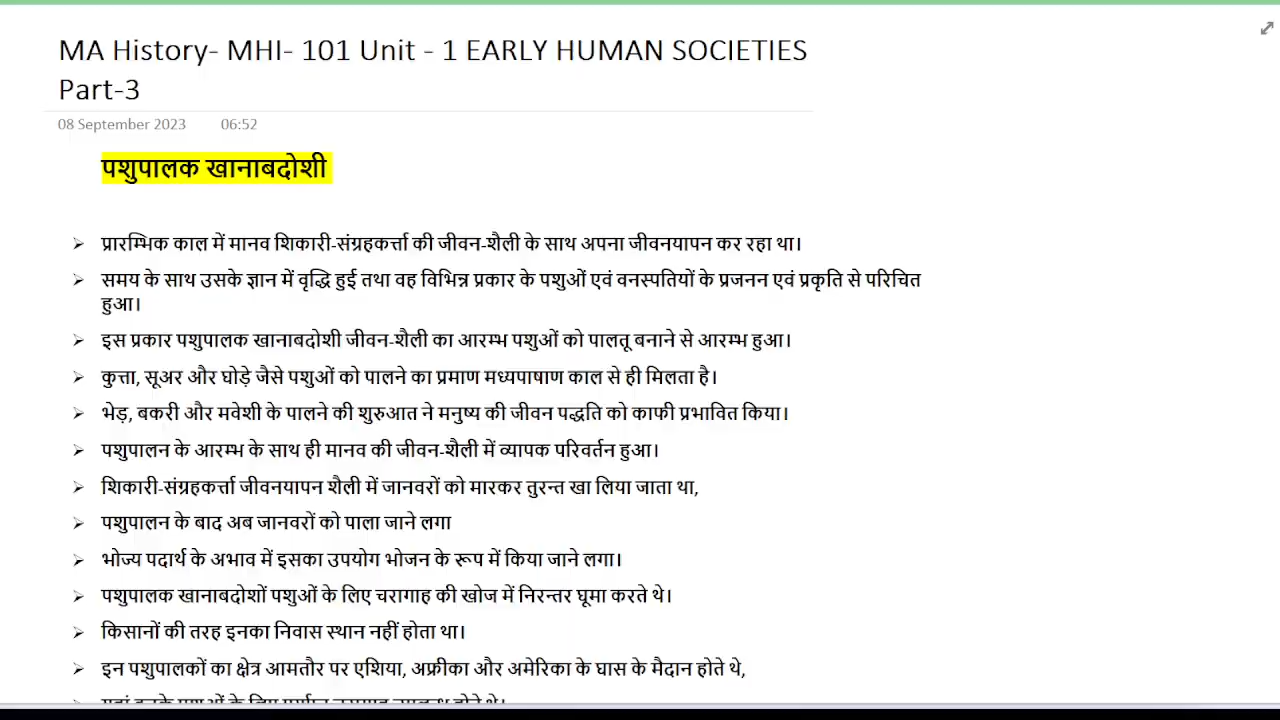 MA History- MHI- 101 Unit - 1 EARLY HUMAN SOCIETIES
Part-3
08 September 2023 06:52
पशुपालक खानाबदोशी
➢ प्रारम्भिक काल में मानव शिकारी-संग्रहकर्त्ता की जीवन-शैली के साथ अपना जीवनयापन कर रहा था।
➢ समय के साथ उसके ज्ञान में वृद्धि हुई तथा वह विभिन्न प्रकार के पशुओं एवं वनस्पतियों के प्रजनन एवं प्रकृति से परिचित
हुआ।
➢ इस प्रकार पशुपालक खानाबदोशी जीवन-शैली का आरम्भ पशुओं को पालतू बनाने से आरम्भ हुआ।
➢ कुत्ता, सूअर और घोड़े जैसे पशुओं को पालने का प्रमाण मध्यपाषाण काल से ही मिलता है।
➢ भेड़, बकरी और मवेशी के पालने की शुरुआत ने मनुष्य की जीवन पद्धति को काफी प्रभावित किया।
➢ पशुपालन के आरम्भ के साथ ही मानव की जीवन-शैली में व्यापक परिवर्तन हुआ।
➢ शिकारी-संग्रहकर्त्ता जीवनयापन शैली में जानवरों को मारकर तुरन्त खा लिया जाता था,
➢ पशुपालन के बाद अब जानवरों को पाला जाने लगा
➢ भोज्य पदार्थ के अभाव में इसका उपयोग भोजन के रूप में किया जाने लगा।
➢ पशुपालक खानाबदोशों पशुओं के लिए चरागाह की खोज में निरन्तर घूमा करते थे।
➢ किसानों की तरह इनका निवास स्थान नहीं होता था।
➢ इन पशुपालकों का क्षेत्र आमतौर पर एशिया, अफ्रीका और अमेरिका के घास के मैदान होते थे,